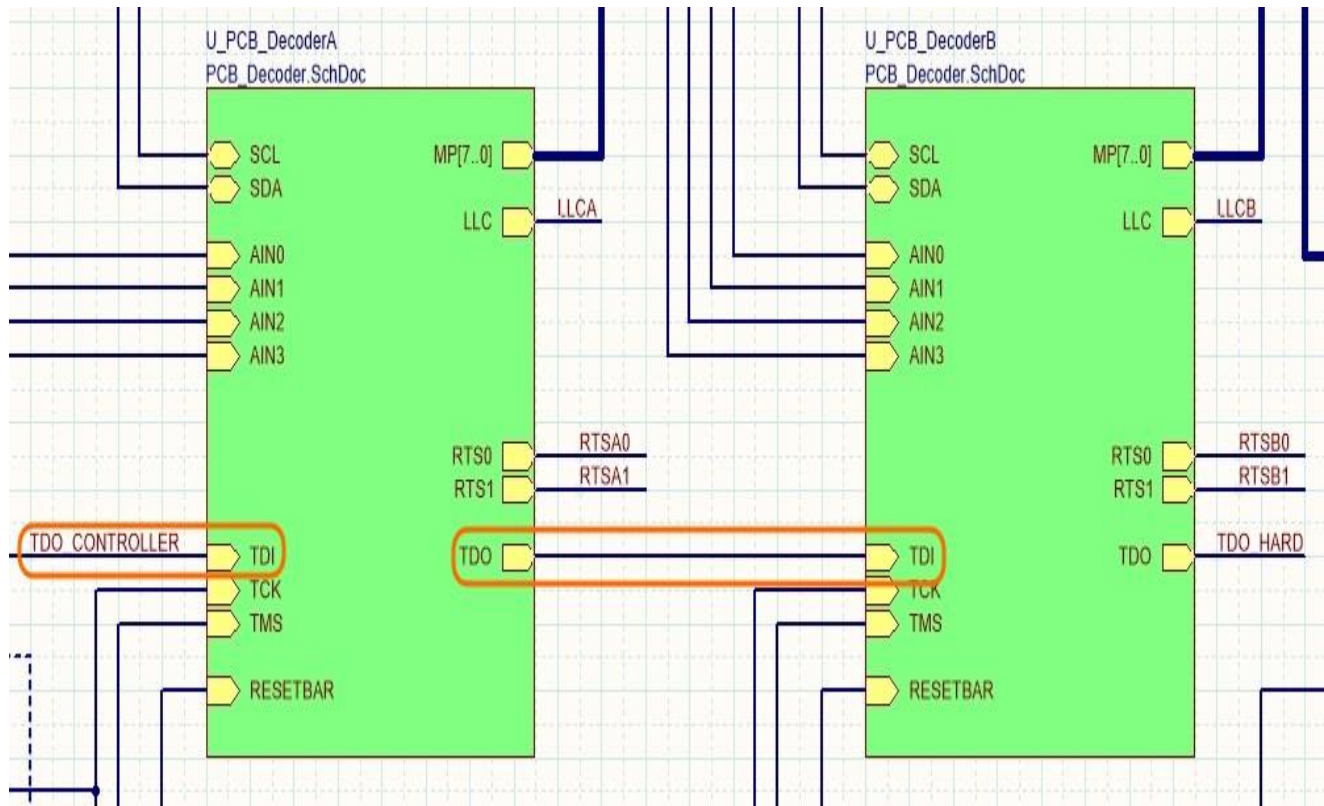 U_PCB_DecoderA
PCB_Decoder.SchDoc
SCL
SDA
AIN0
AIN1
AIN2
AIN3
TDO_CONTROLLER
TDI
TCK
TMS
RESETBAR
MP[7..0]
LLC
LLCA
RTS0
RTSA0
RTS1
RTSA1
TDO
U_PCB_DecoderB
PCB_Decoder.SchDoc
SCL
SDA
AIN0
AIN1
AIN2
AIN3
TDI
TCK
TMS
RESETBAR
MP[7..0]
LLC
LLCB
RTS0
RTSB0
RTS1
RTSB1
TDO
TDO_HARD